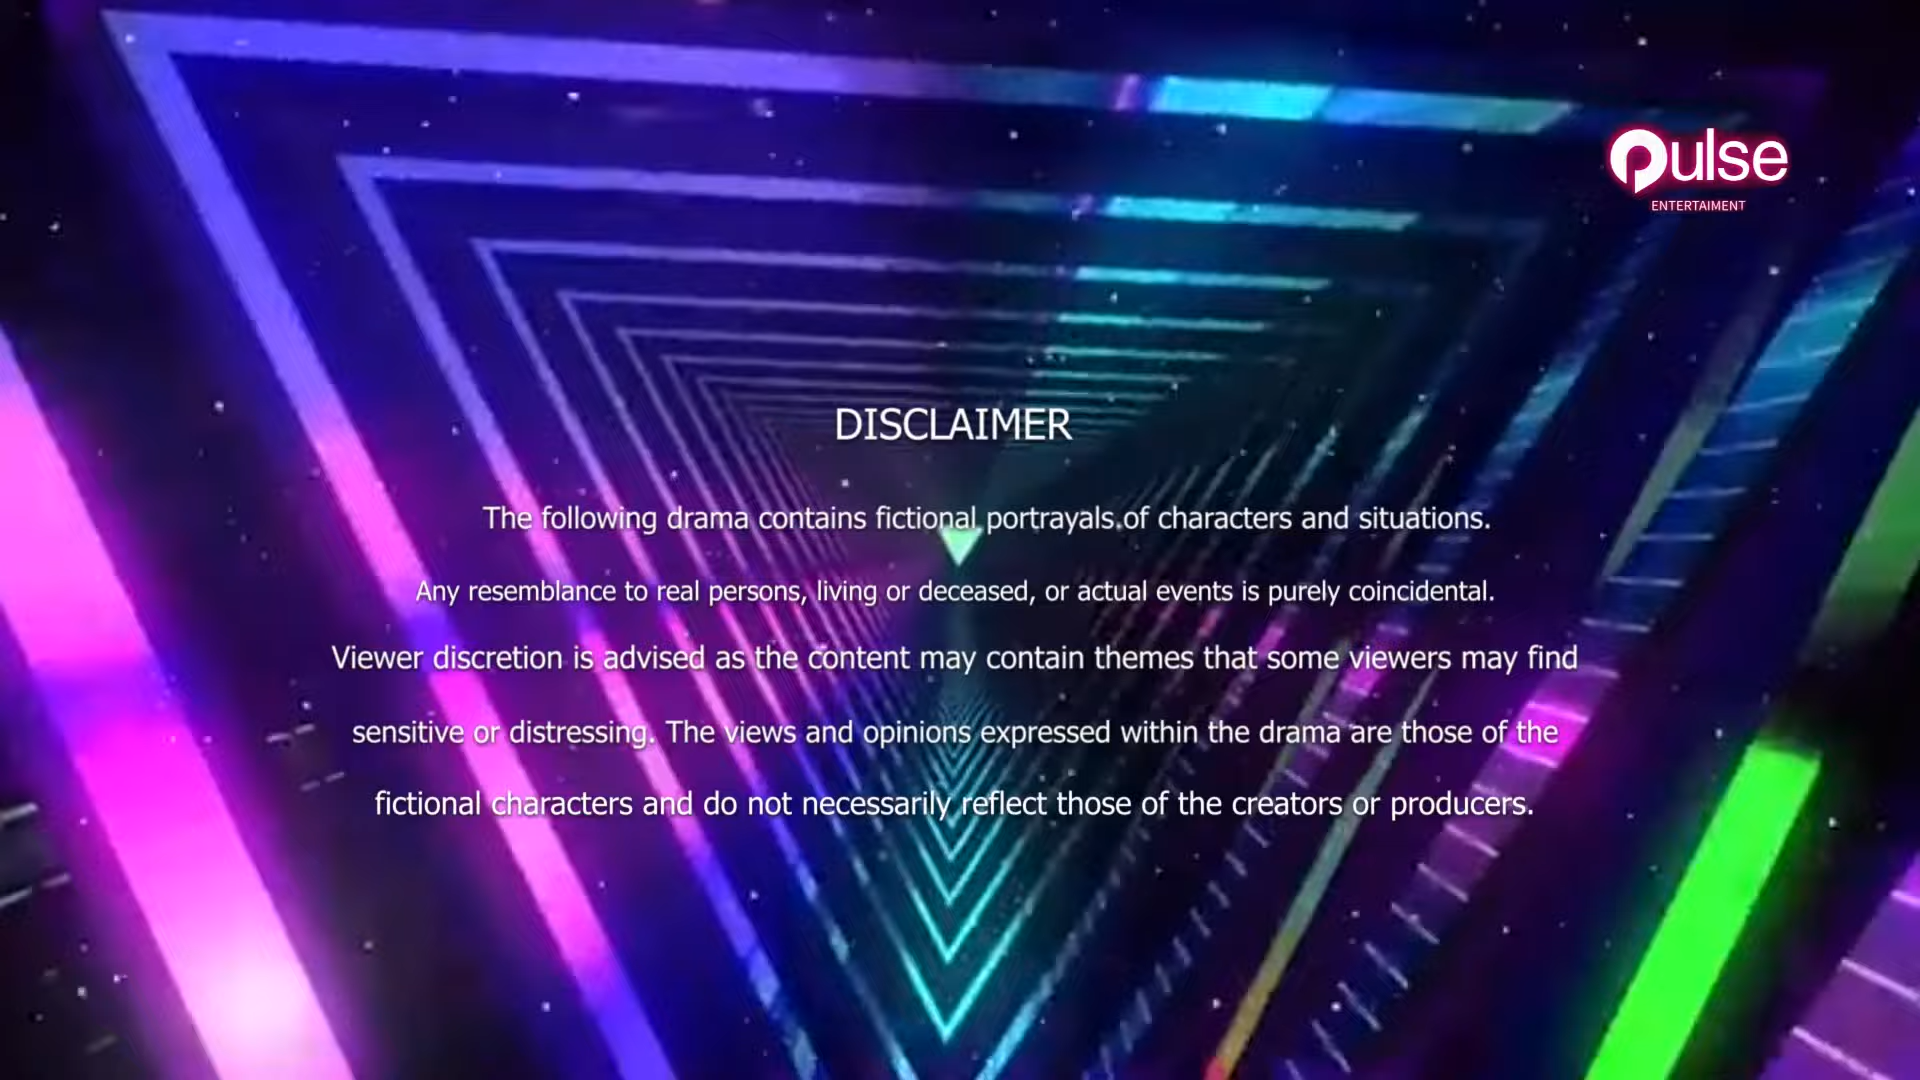 Pulse
ENTERTAIMENT
DISCLAIMER
The following drama contains fictional portrayals of characters and situations.
Any resemblance to real persons, living or deceased, or actual events is purely coincidental.
Viewer discretion is advised as the content may contain themes that some viewers may find
sensitive or distressing. The views and opinions expressed within the drama are those of the
fictional characters and do not necessarily reflect those of the creators or producers.